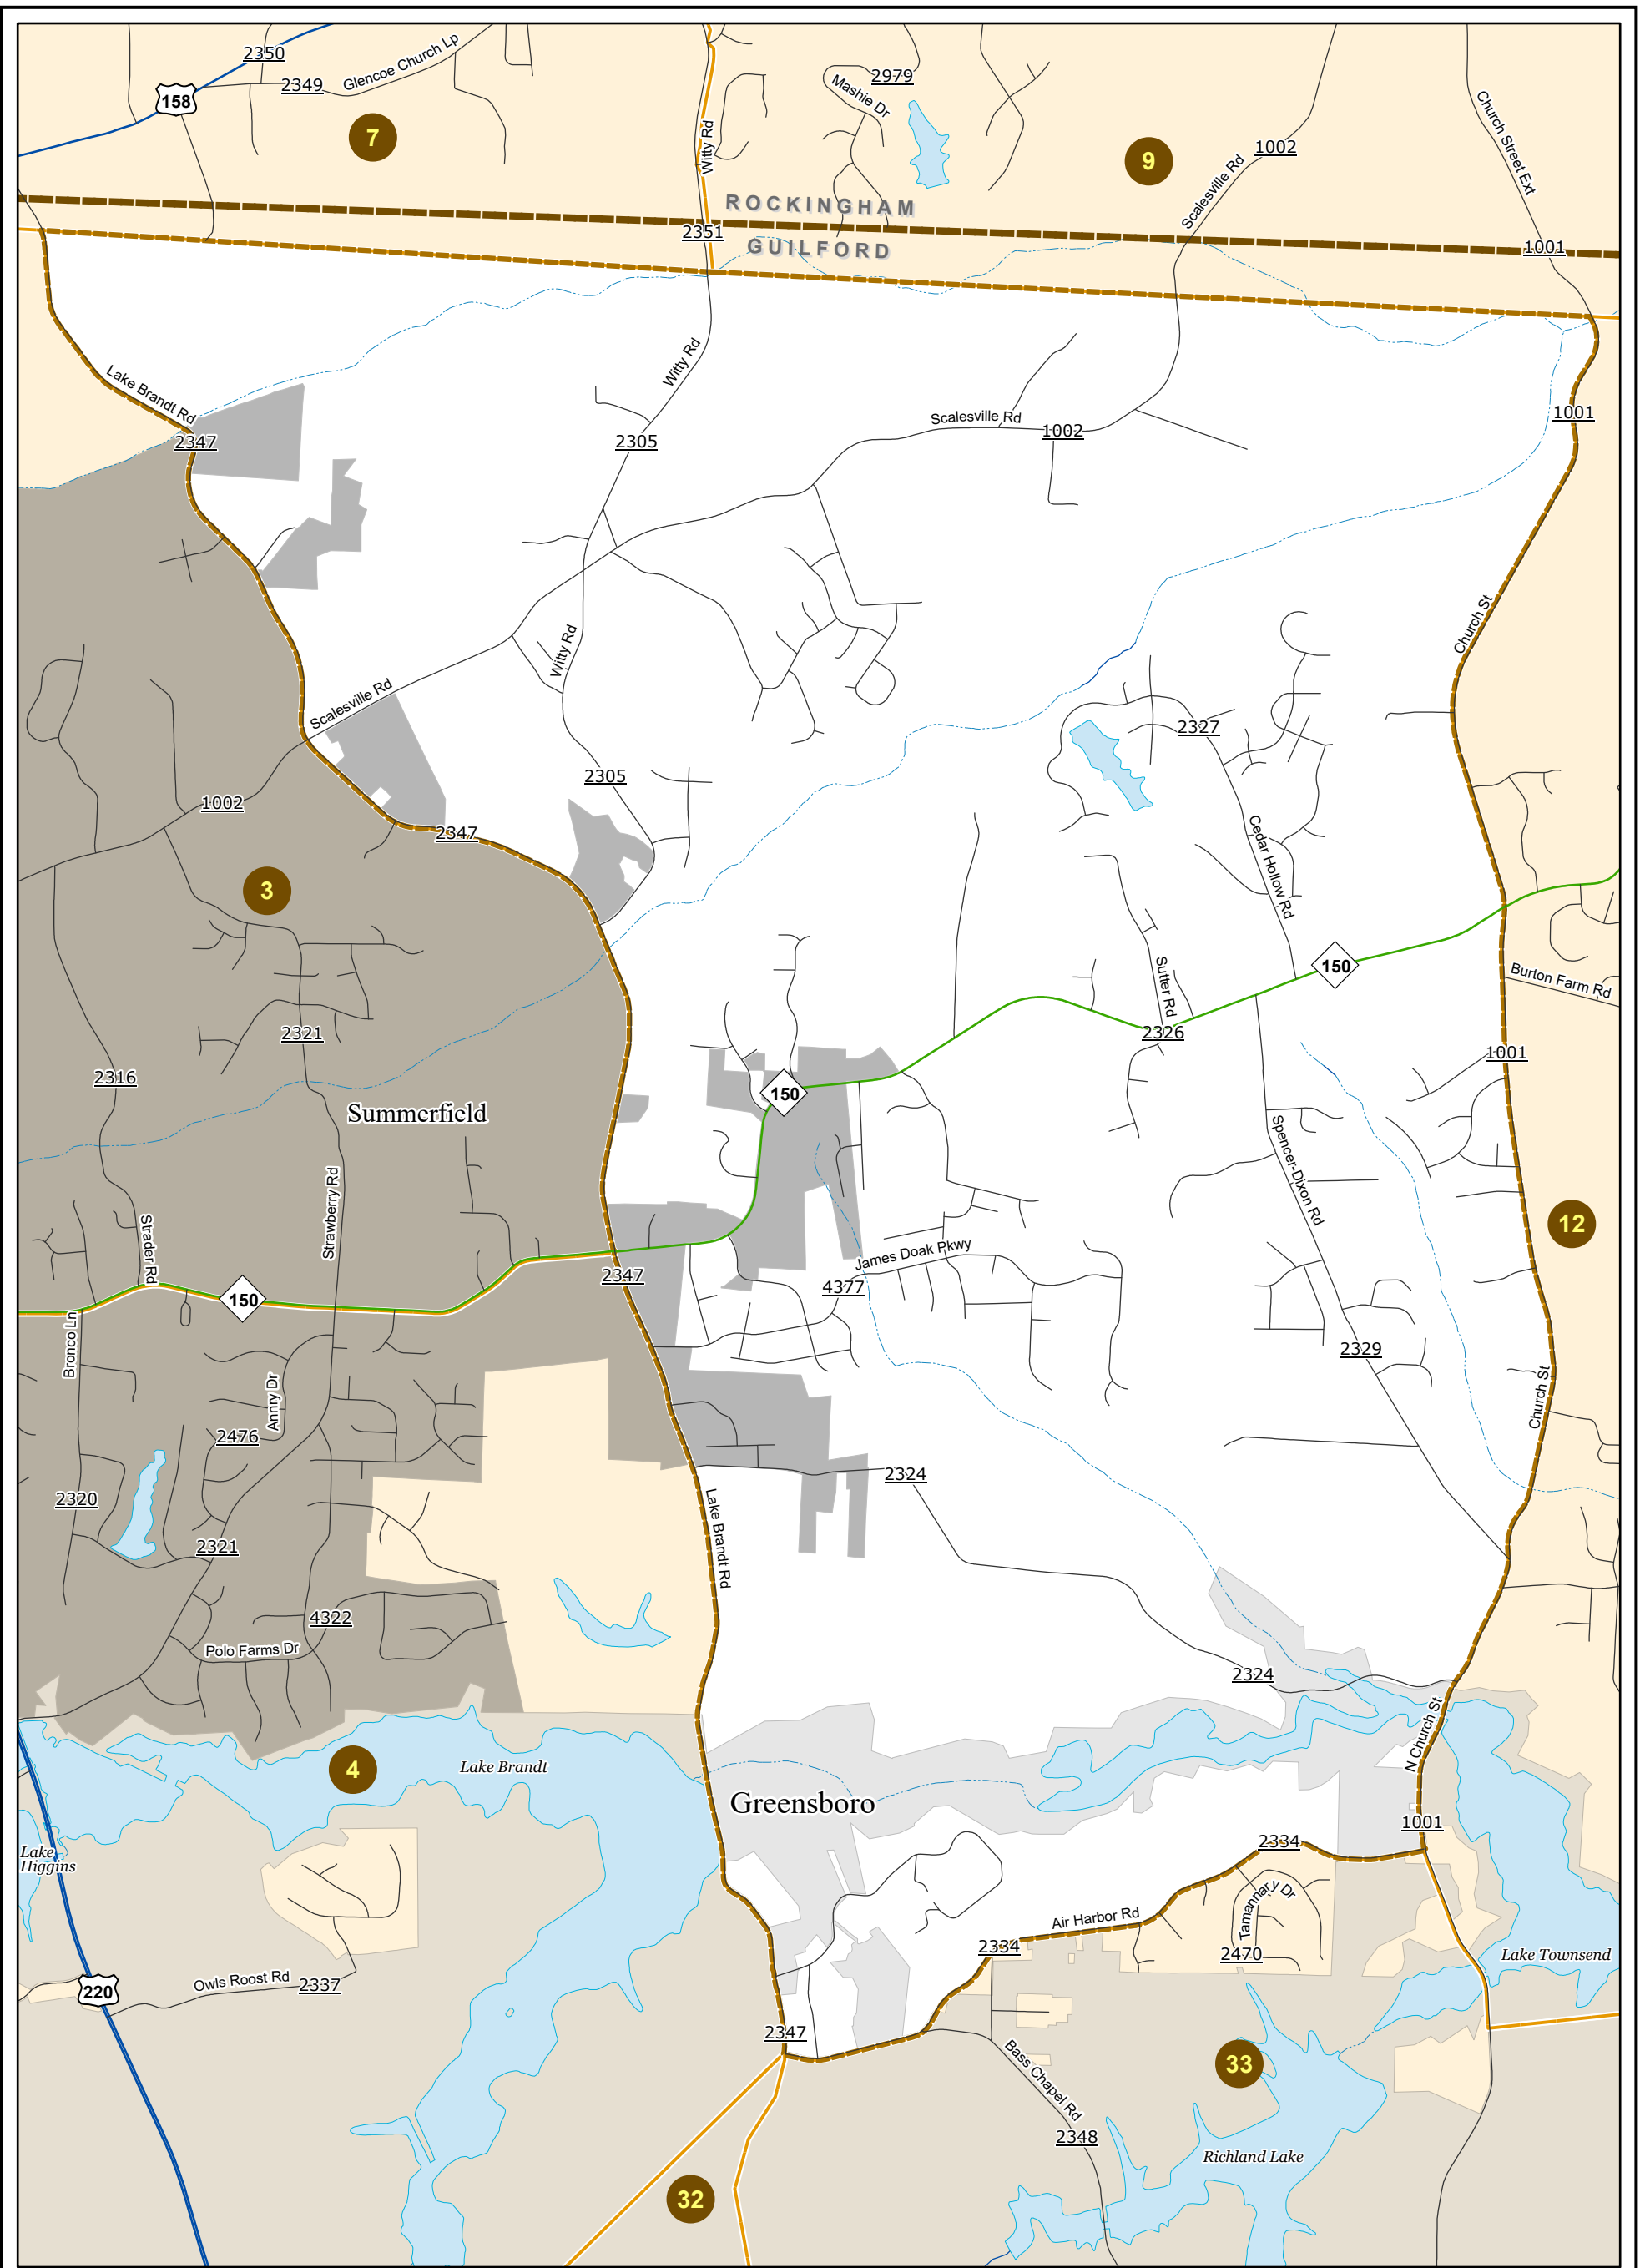 2350
Glencoe Church Lp
2349
158
7
Witty Rd
2979
Mashie Dr
9
1002
Scalesville Rd
Church Street Ext
ROCKINGHAM
2351
GUILFORD
1001
Lake Brandt Rd
2347
Witty Rd
2305
Scalesville Rd
1002
1001
Church St
Witty Rd
Scalesville Rd
2305
2327
1002
2347
Cedar Hollow Rd
3
Sutter Rd
150
Burton Farm Rd
2321
2326
1001
2316
150
Summerfield
Spencer-Dixon Rd
Strawberry Rd
Strader Rd
12
James Doak Pkwy
2347
4377
150
Bronco Ln
2329
Annry Dr
Church St
2476
2324
2320
Lake Brandt Rd
2321
4322
Polo Farms Dr
2324
N Church St
4
Lake Brandt
Greensboro
1001
2334
Lake
Higgins
Tamannary Dr
Air Harbor Rd
2334
2470
Lake Townsend
220
Owls Roost Rd
2337
2347
Bass Chapel Rd
33
2348
Richland Lake
32